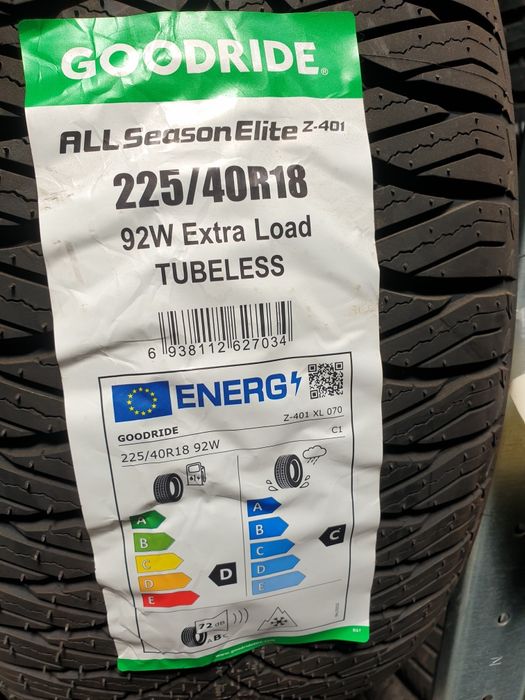 GOODRIDE®
ALL Season Elite Z-401
225/40R18
92W Extra Load
TUBELESS
6 938112 627034
ENERG
GOODRIDE Z-401 XL 070
225/40R18 92W C1
A A
B B
C C C
D D D
E E
72 dB
ABC